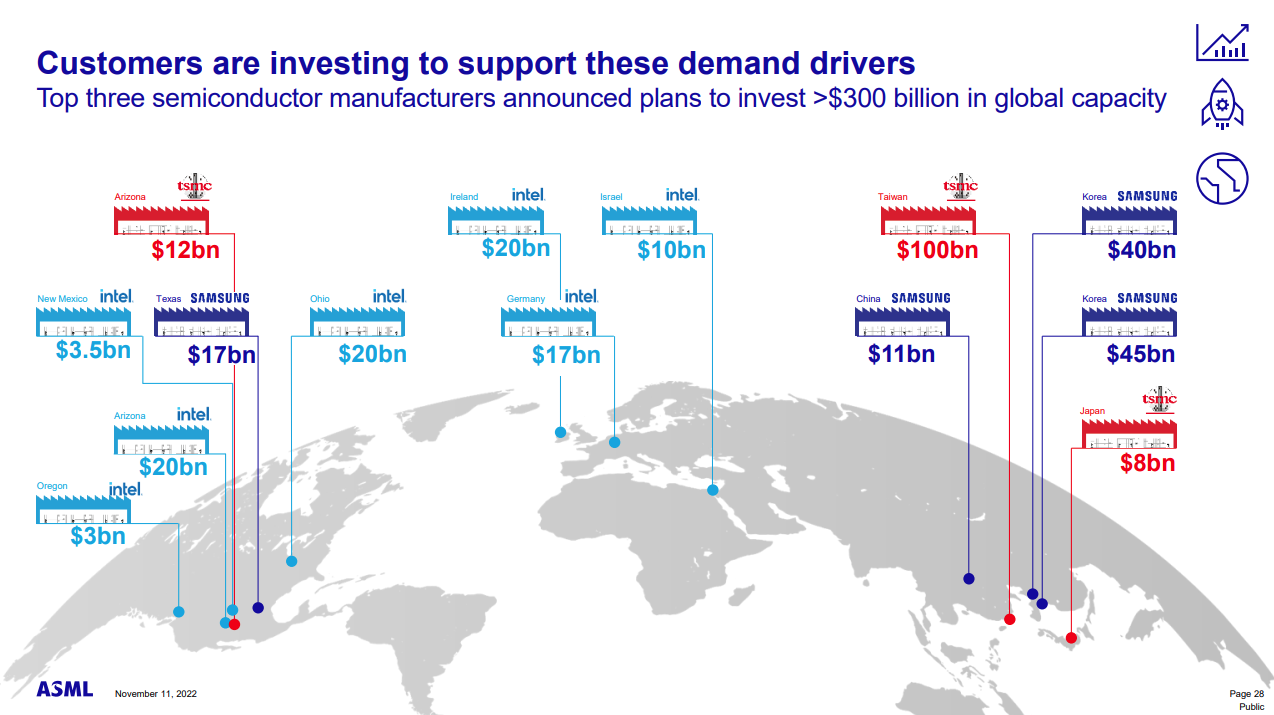 Customers are investing to support these demand drivers
Top three semiconductor manufacturers announced plans to invest >$300 billion in global capacity
Arizona
tsmc
$12bn
Ireland
intel.
$20bn
Israel
intel.
$10bn
Taiwan
tsmc
$100bn
Korea
SAMSUNG
$40bn
New Mexico
intel.
$3.5bn
Texas
SAMSUNG
$17bn
Ohio
intel.
$20bn
Germany
intel.
$17bn
China
SAMSUNG
$11bn
Korea
SAMSUNG
$45bn
Arizona
intel.
$20bn
Japan
tsmc
$8bn
Oregon
intel.
$3bn
ASML
November 11, 2022
Page 28
Public